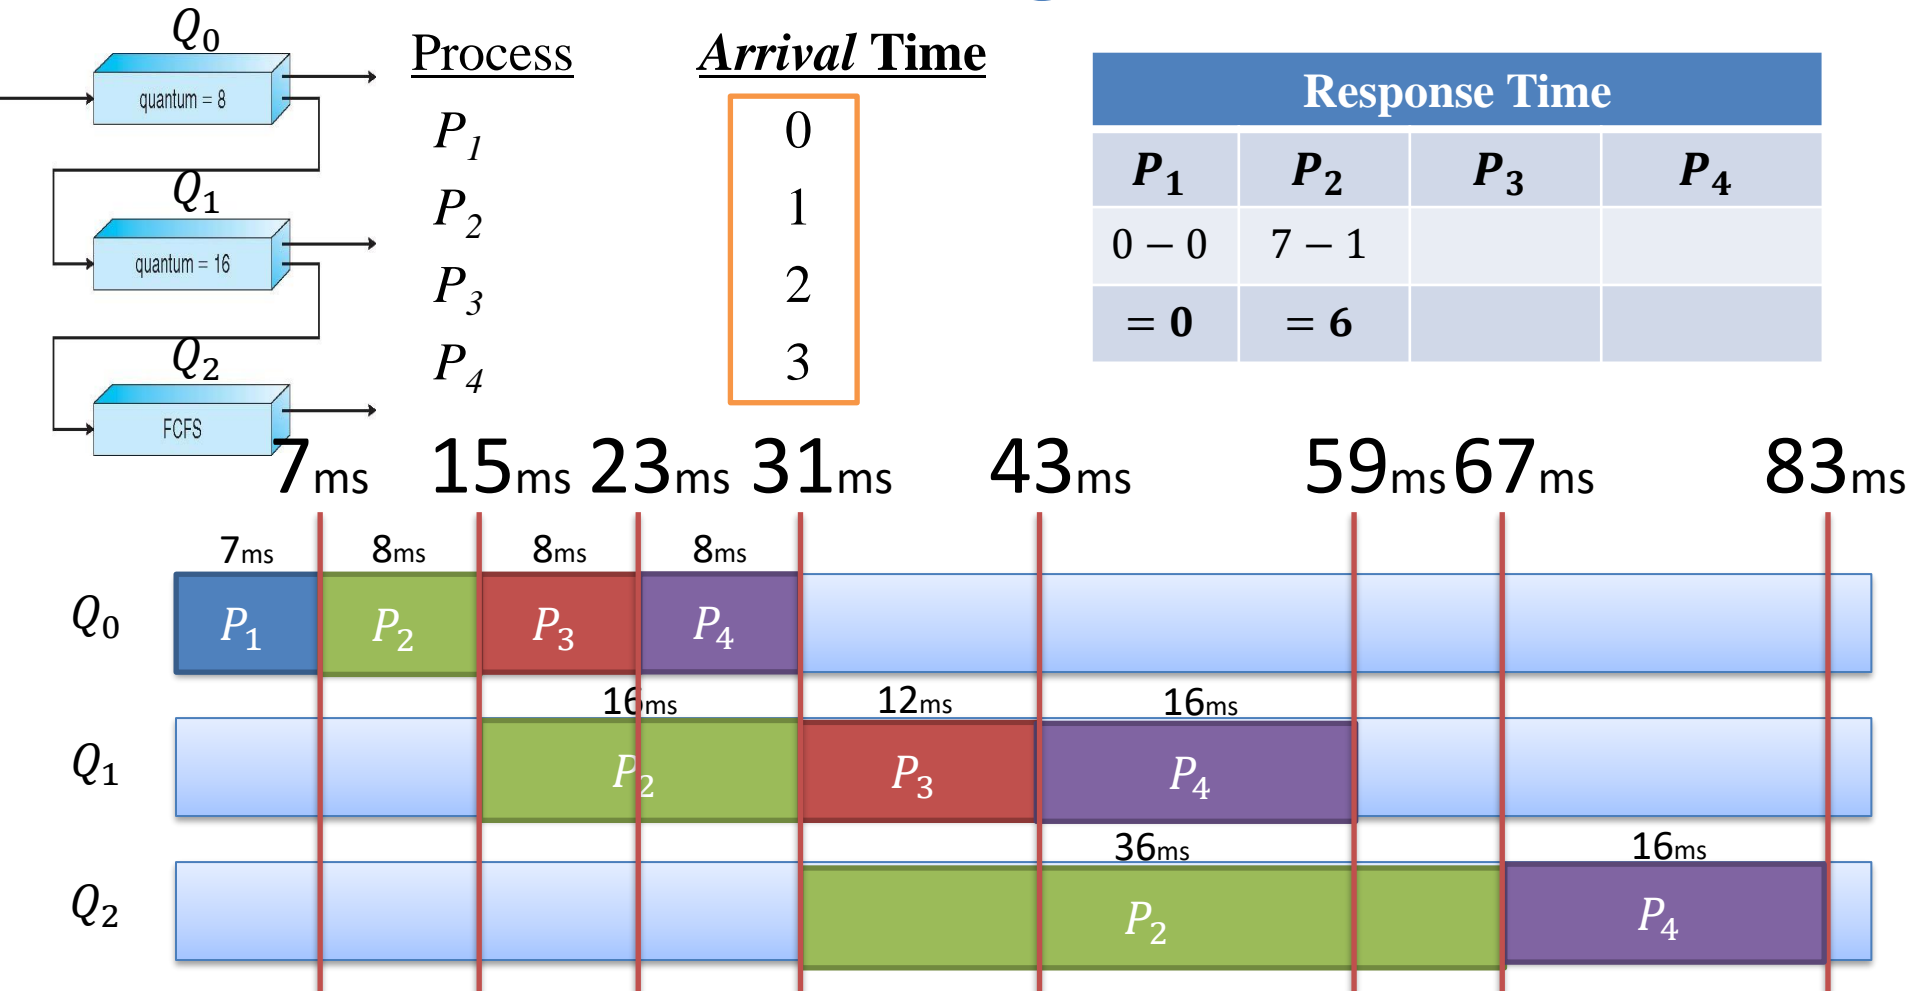 Q0
quantum = 8
Q1
quantum = 16
Q2
FCFS
Process Arrival Time
P1 0
P2 1
P3 2
P4 3
Response Time
P1 P2 P3 P4
0 − 0 7 − 1
= 0 = 6
7ms 15ms 23ms 31ms 43ms 59ms 67ms 83ms
7ms 8ms 8ms 8ms
Q0 P1 P2 P3 P4
16ms 12ms 16ms
Q1 P2 P3 P4
36ms 16ms
Q2 P2 P4